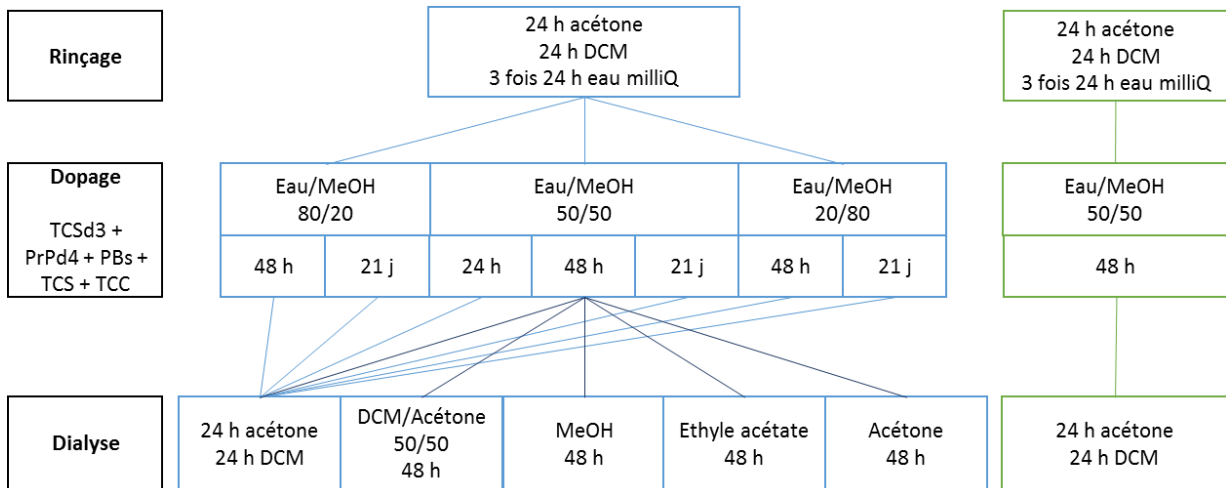 Rinçage
24 h acétone
24 h DCM
3 fois 24 h eau milliQ
24 h acétone
24 h DCM
3 fois 24 h eau milliQ
Dopage
TCSd3 +
PrPd4 + PBs +
TCS + TCC
Eau/MeOH
80/20
Eau/MeOH
50/50
Eau/MeOH
20/80
Eau/MeOH
50/50
48 h
21 j
24 h
48 h
21 j
48 h
21 j
48 h
Dialyse
24 h acétone
24 h DCM
DCM/Acétone
50/50
48 h
MeOH
48 h
Ethyle acétate
48 h
Acétone
48 h
24 h acétone
24 h DCM